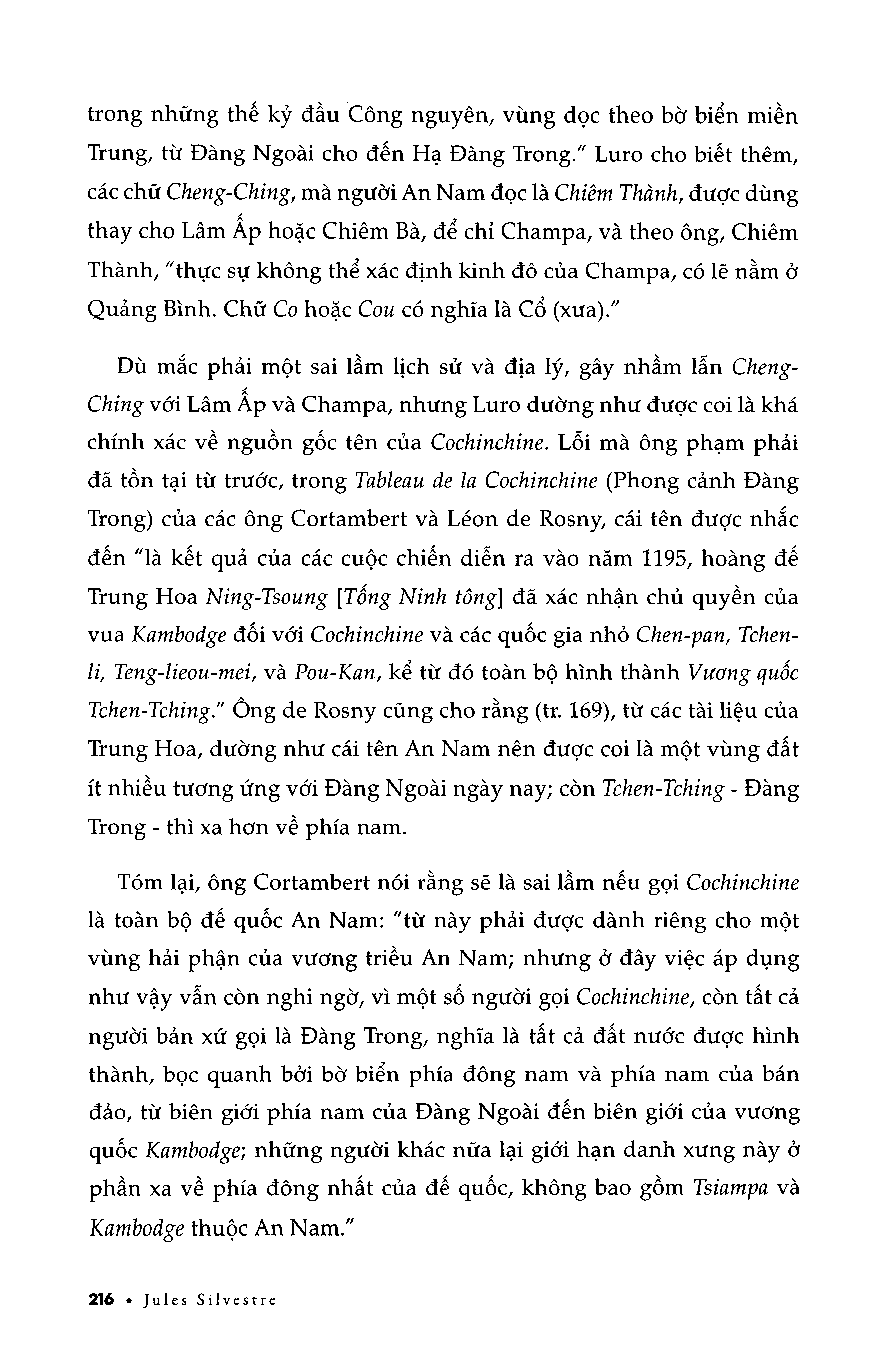 trong những thế kỷ đầu Công nguyên, vùng dọc theo bờ biển miền
Trung, từ Đàng Ngoài cho đến Hạ Đàng Trong." Luro cho biết thêm,
các chữ Cheng-Ching, mà người An Nam đọc là Chiêm Thành, được dùng
thay cho Lâm Ấp hoặc Chiêm Bà, để chỉ Champa, và theo ông, Chiêm
Thành, "thực sự không thể xác định kinh đô của Champa, có lẽ nằm ở
Quảng Bình. Chữ Co hoặc Cou có nghĩa là Cổ (xưa)."
Dù mắc phải một sai lầm lịch sử và địa lý, gây nhầm lẫn Cheng-
Ching với Lâm Ấp và Champa, nhưng Luro dường như được coi là khá
chính xác về nguồn gốc tên của Cochinchine. Lỗi mà ông phạm phải
đã tồn tại từ trước, trong Tableau de la Cochinchine (Phong cảnh Đàng
Trong) của các ông Cortambert và Léon de Rosny, cái tên được nhắc
đến "là kết quả của các cuộc chiến diễn ra vào năm 1195, hoàng đế
Trung Hoa Ning-Tsoung [Tống Ninh tông] đã xác nhận chủ quyền của
vua Kambodge đối với Cochinchine và các quốc gia nhỏ Chen-pan, Tchen-
li, Teng-lieou-mei, và Pou-Kan, kể từ đó toàn bộ hình thành Vương quốc
Tchen-Tching." Ông de Rosny cũng cho rằng (tr. 169), từ các tài liệu của
Trung Hoa, dường như cái tên An Nam nên được coi là một vùng đất
ít nhiều tương ứng với Đàng Ngoài ngày nay; còn Tchen-Tching - Đàng
Trong - thì xa hơn về phía nam.
Tóm lại, ông Cortambert nói rằng sẽ là sai lầm nếu gọi Cochinchine
là toàn bộ đế quốc An Nam: "từ này phải được dành riêng cho một
vùng hải phận của vương triều An Nam; nhưng ở đây việc áp dụng
như vậy vẫn còn nghi ngờ, vì một số người gọi Cochinchine, còn tất cả
người bản xứ gọi là Đàng Trong, nghĩa là tất cả đất nước được hình
thành, bọc quanh bởi bờ biển phía đông nam và phía nam của bán
đảo, từ biên giới phía nam của Đàng Ngoài đến biên giới của vương
quốc Kambodge; những người khác nữa lại giới hạn danh xưng này ở
phần xa về phía đông nhất của đế quốc, không bao gồm Tsiampa và
Kambodge thuộc An Nam."
216 • Jules Silvestre